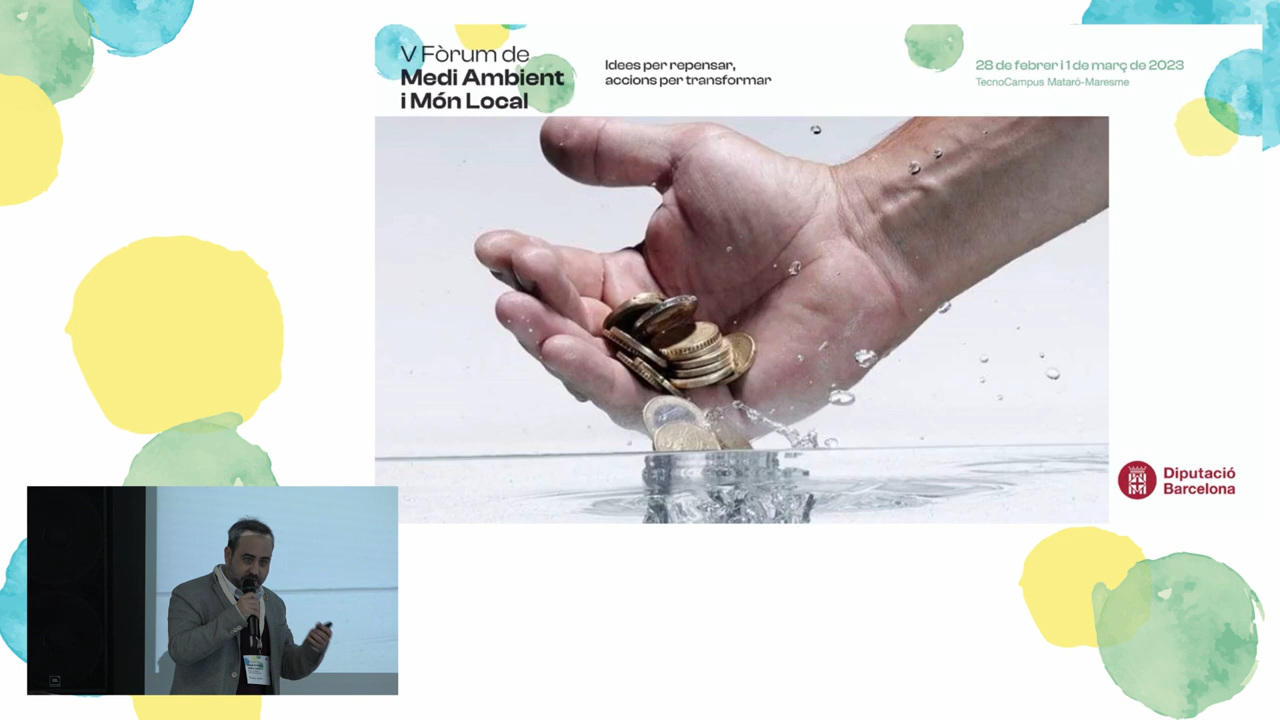 V Fòrum de
Medi Ambient
i Món Local
Idees per repensar,
accions per transformar
28 de febrer i 1 de març de 2023
TecnoCampus Mataró-Maresme
Diputació
Barcelona